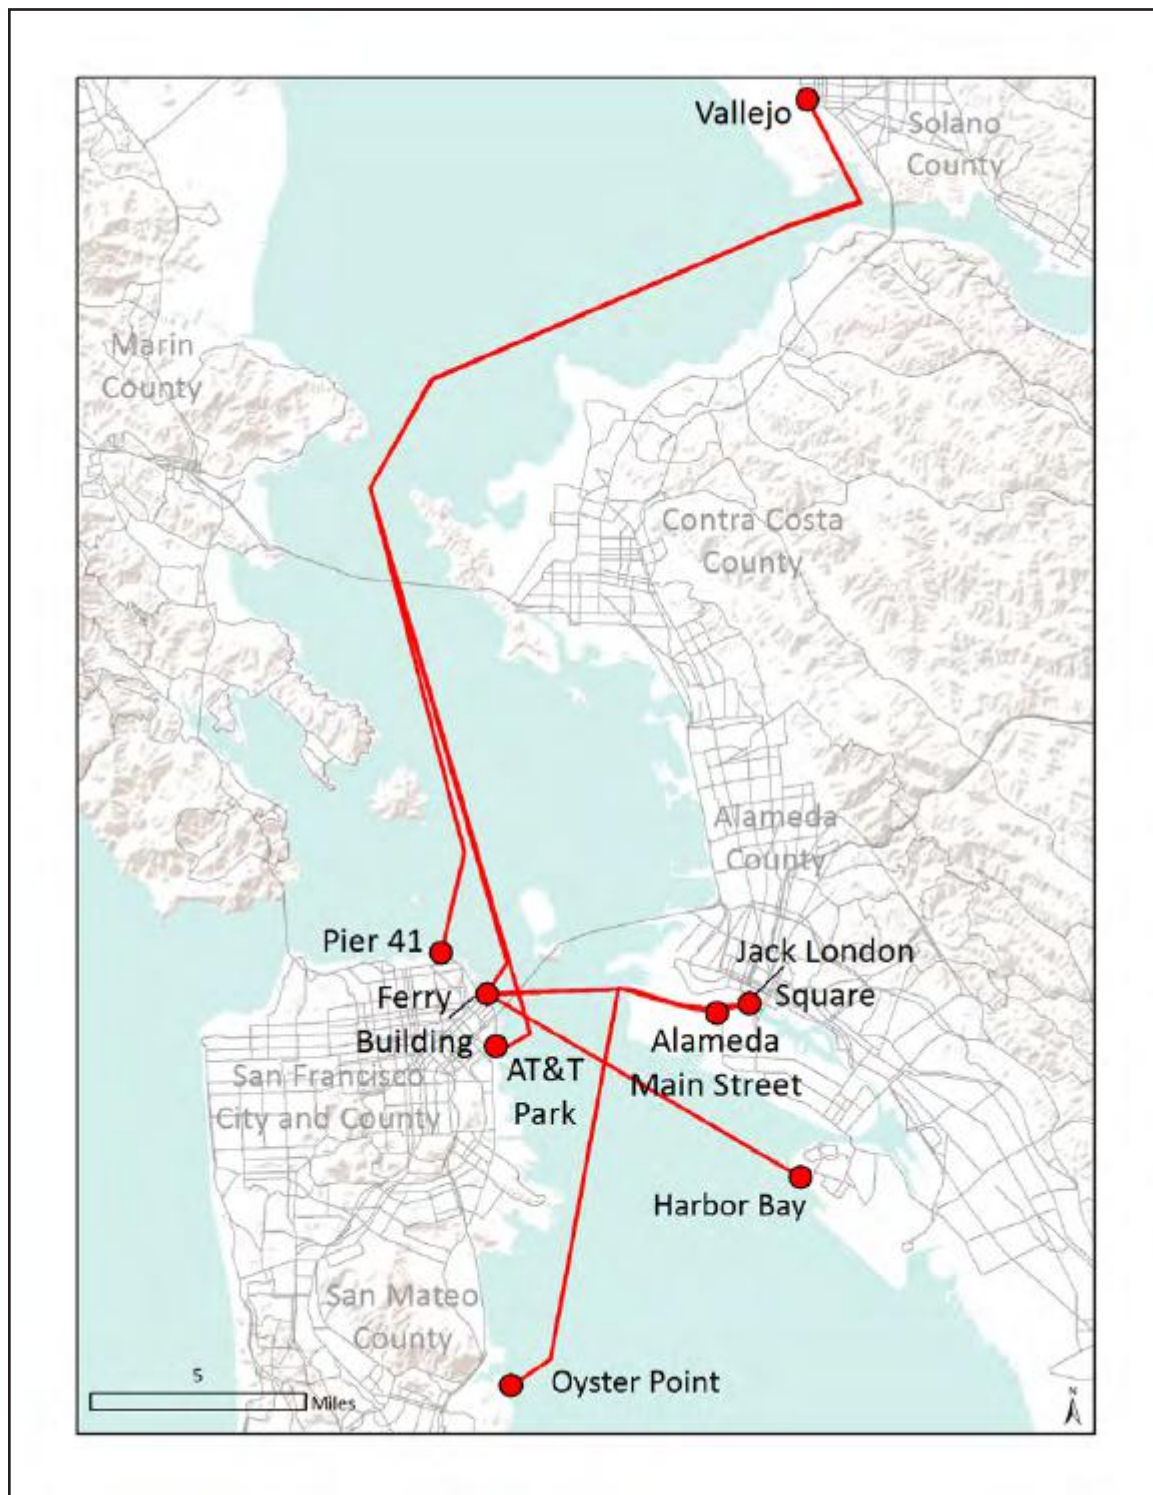 Vallejo
Solano
County
Marin
County
Contra Costa
County
Alameda
County
Pier 41
Jack London
Square
Ferry
Building
Alameda
Main Street
AT&T
Park
San Francisco
City and County
Harbor Bay
San Mateo
County
Oyster Point
5
Miles
N